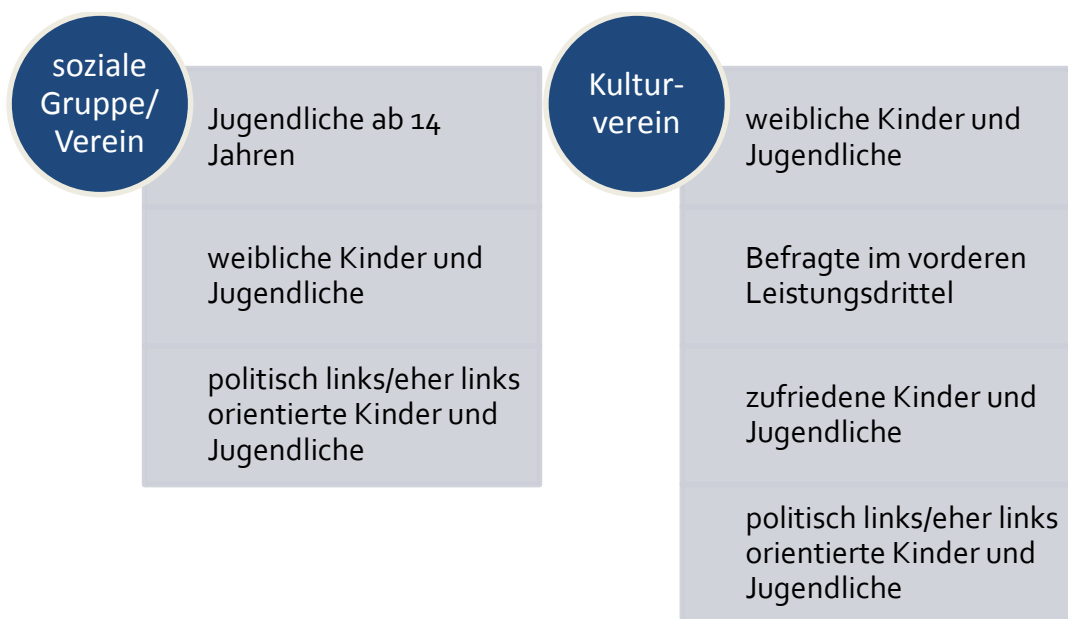 soziale
Gruppe/
Verein
Jugendliche ab 14
Jahren
weibliche Kinder und
Jugendliche
politisch links/eher links
orientierte Kinder und
Jugendliche
Kultur-
verein
weibliche Kinder und
Jugendliche
Befragte im vorderen
Leistungsdrittel
zufriedene Kinder und
Jugendliche
politisch links/eher links
orientierte Kinder und
Jugendliche